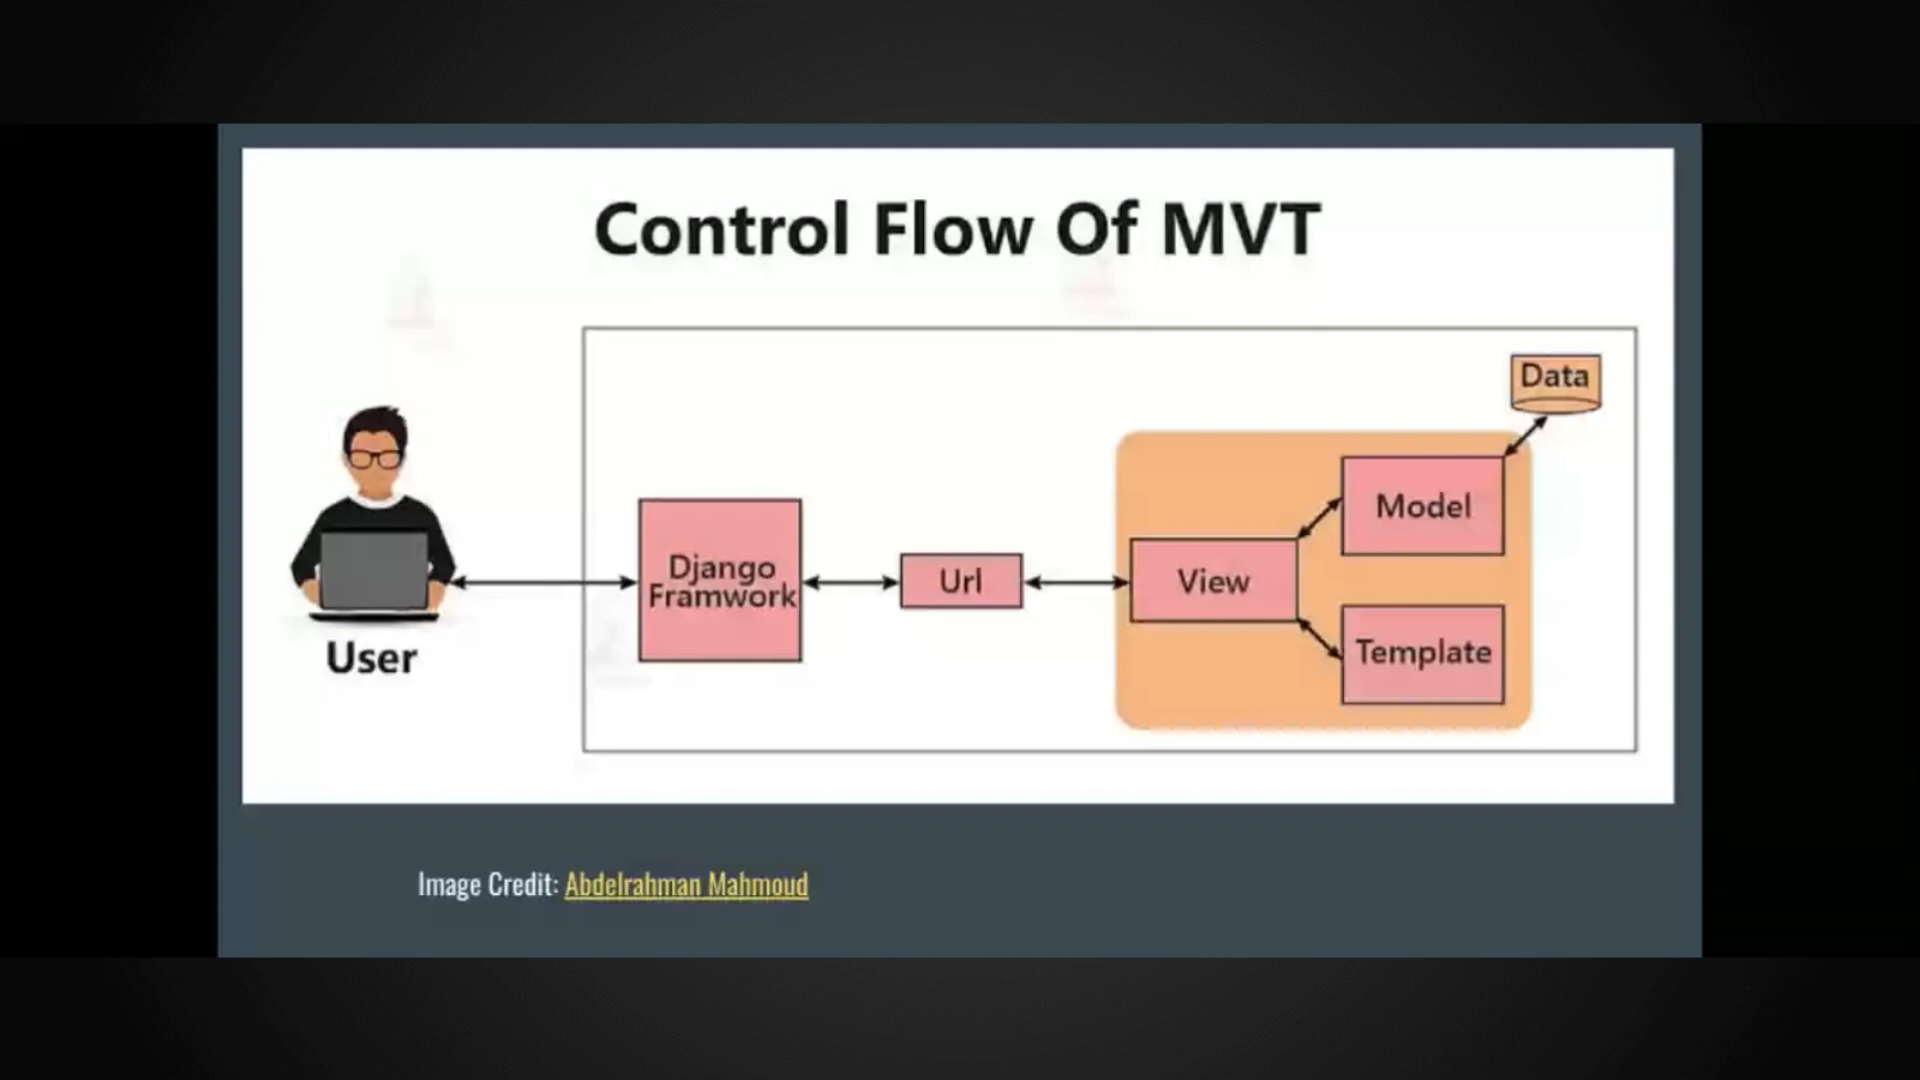 Control Flow Of MVT
Data
Model
Django
Framwork
Url
View
Template
User
Image Credit: Abdelrahman Mahmoud